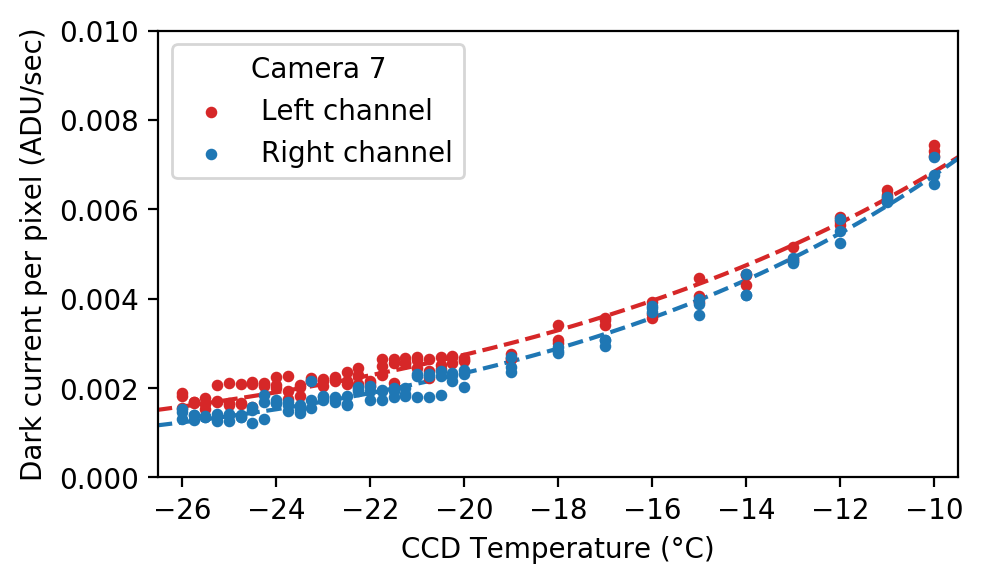 Dark current per pixel (ADU/sec)
0.010
0.008
0.006
0.004
0.002
0.000
Camera 7
Left channel
Right channel
−26 −24 −22 −20 −18 −16 −14 −12 −10
CCD Temperature (°C)